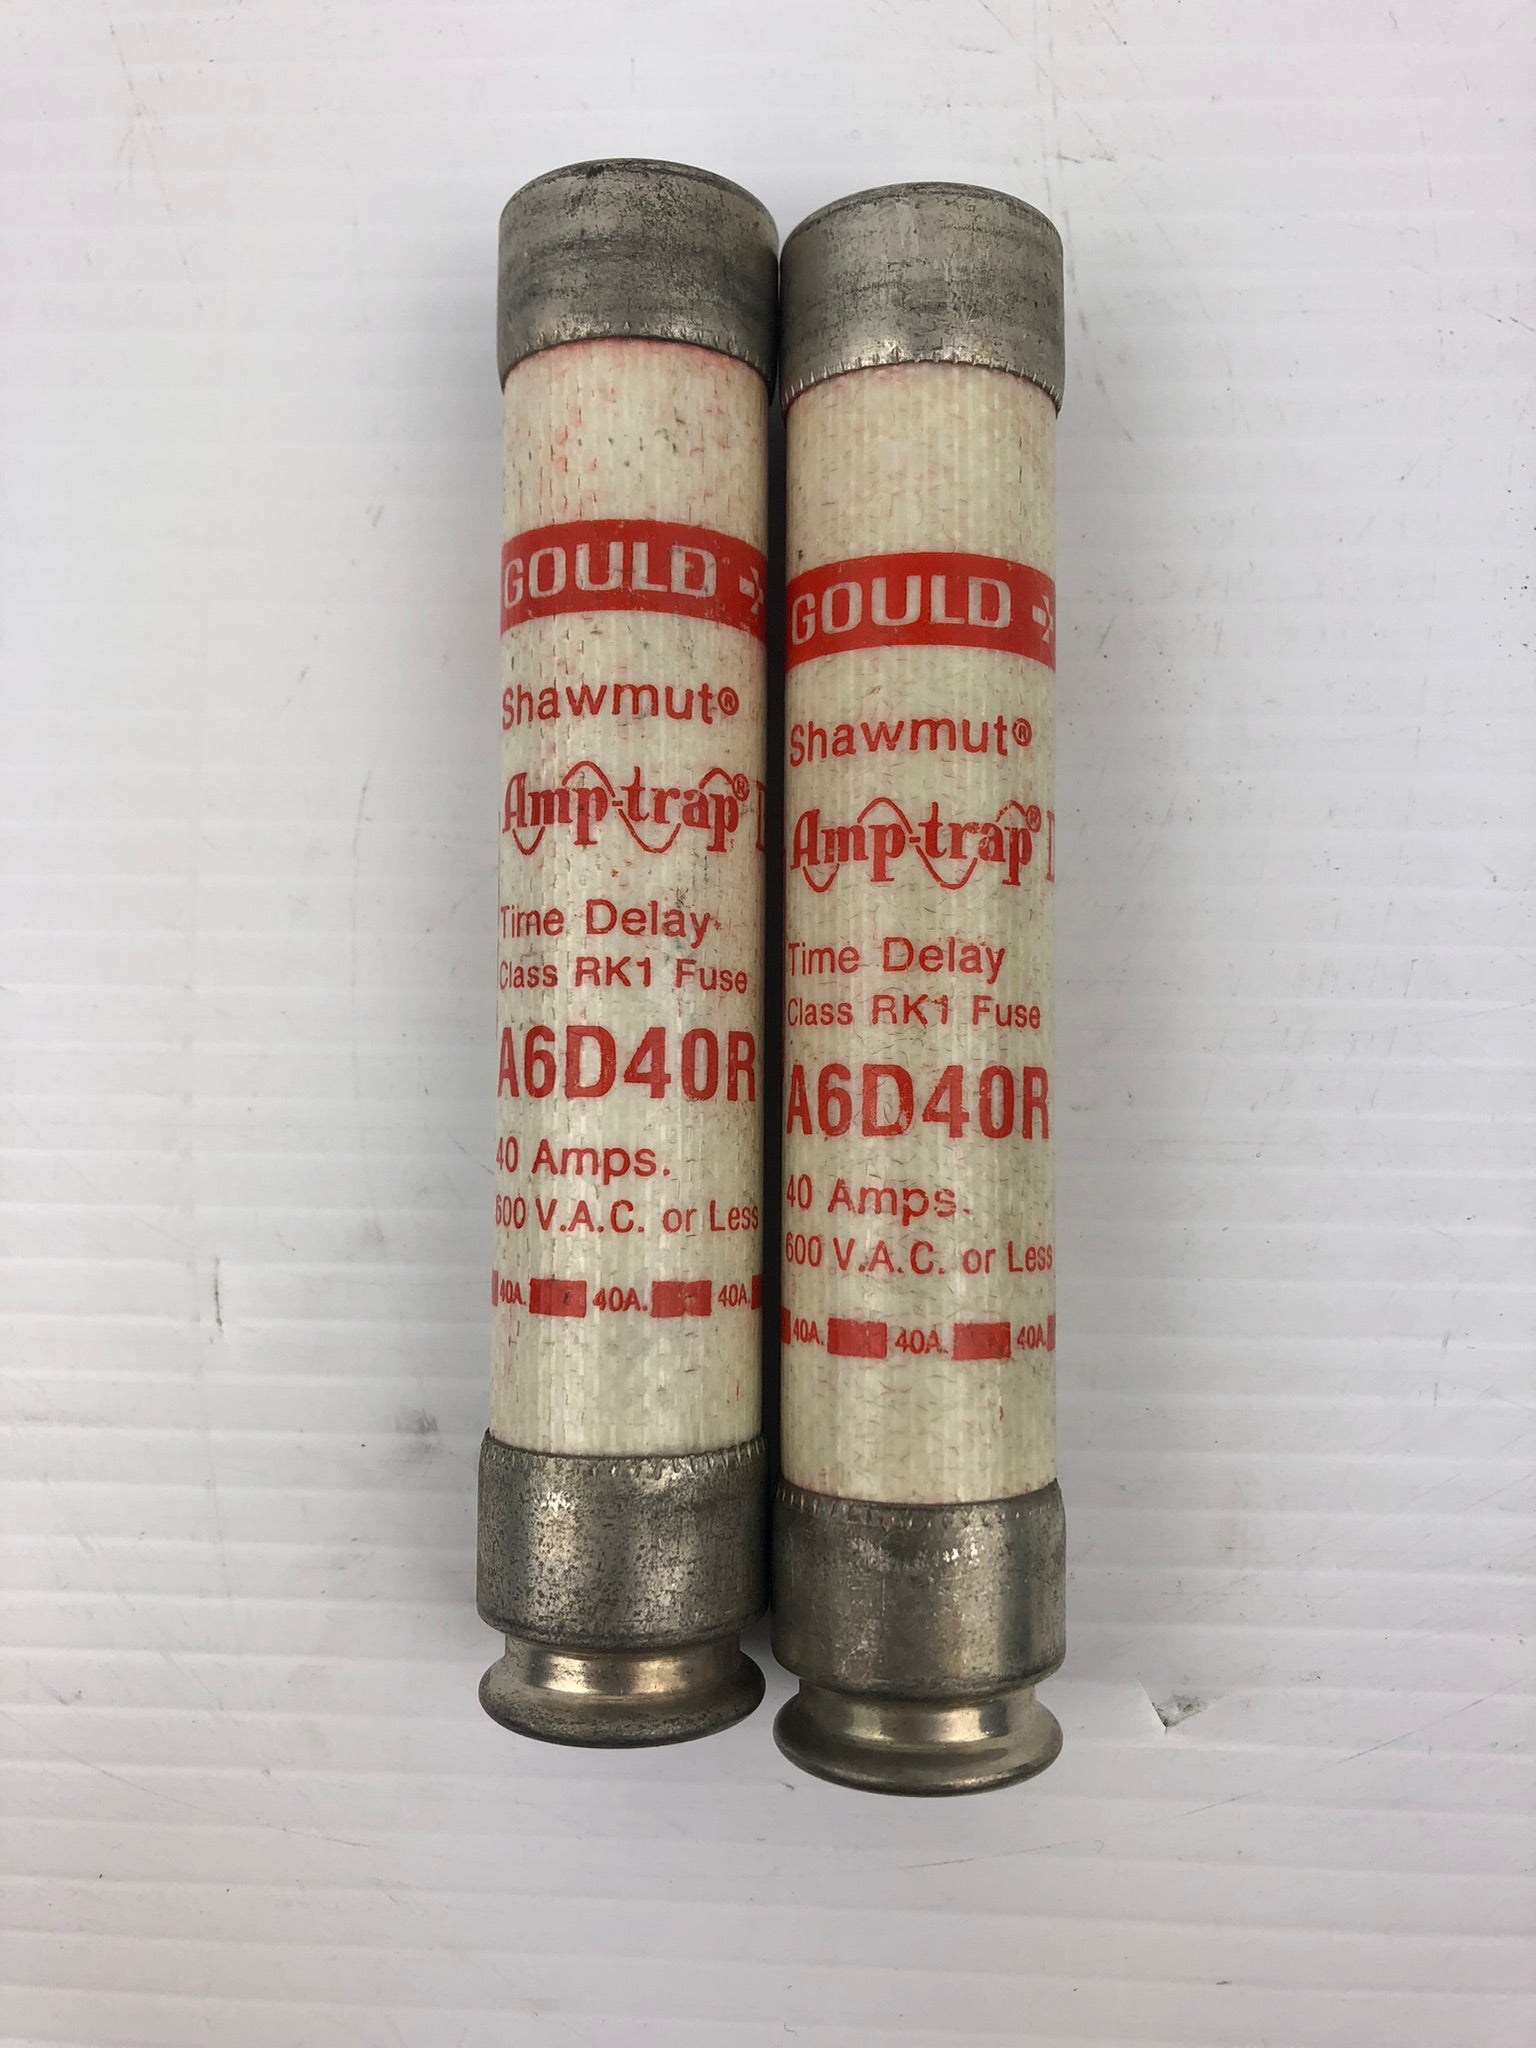 GOULD
Shawmut®
Amp-trap®
Time Delay
Class RK1 Fuse
A6D40R
40 Amps.
600 V.A.C. or Less
40A. 40A. 40A.
GOULD
Shawmut®
Amp-trap®
Time Delay
Class RK1 Fuse
A6D40R
40 Amps.
600 V.A.C. or Less
40A. 40A. 40A.